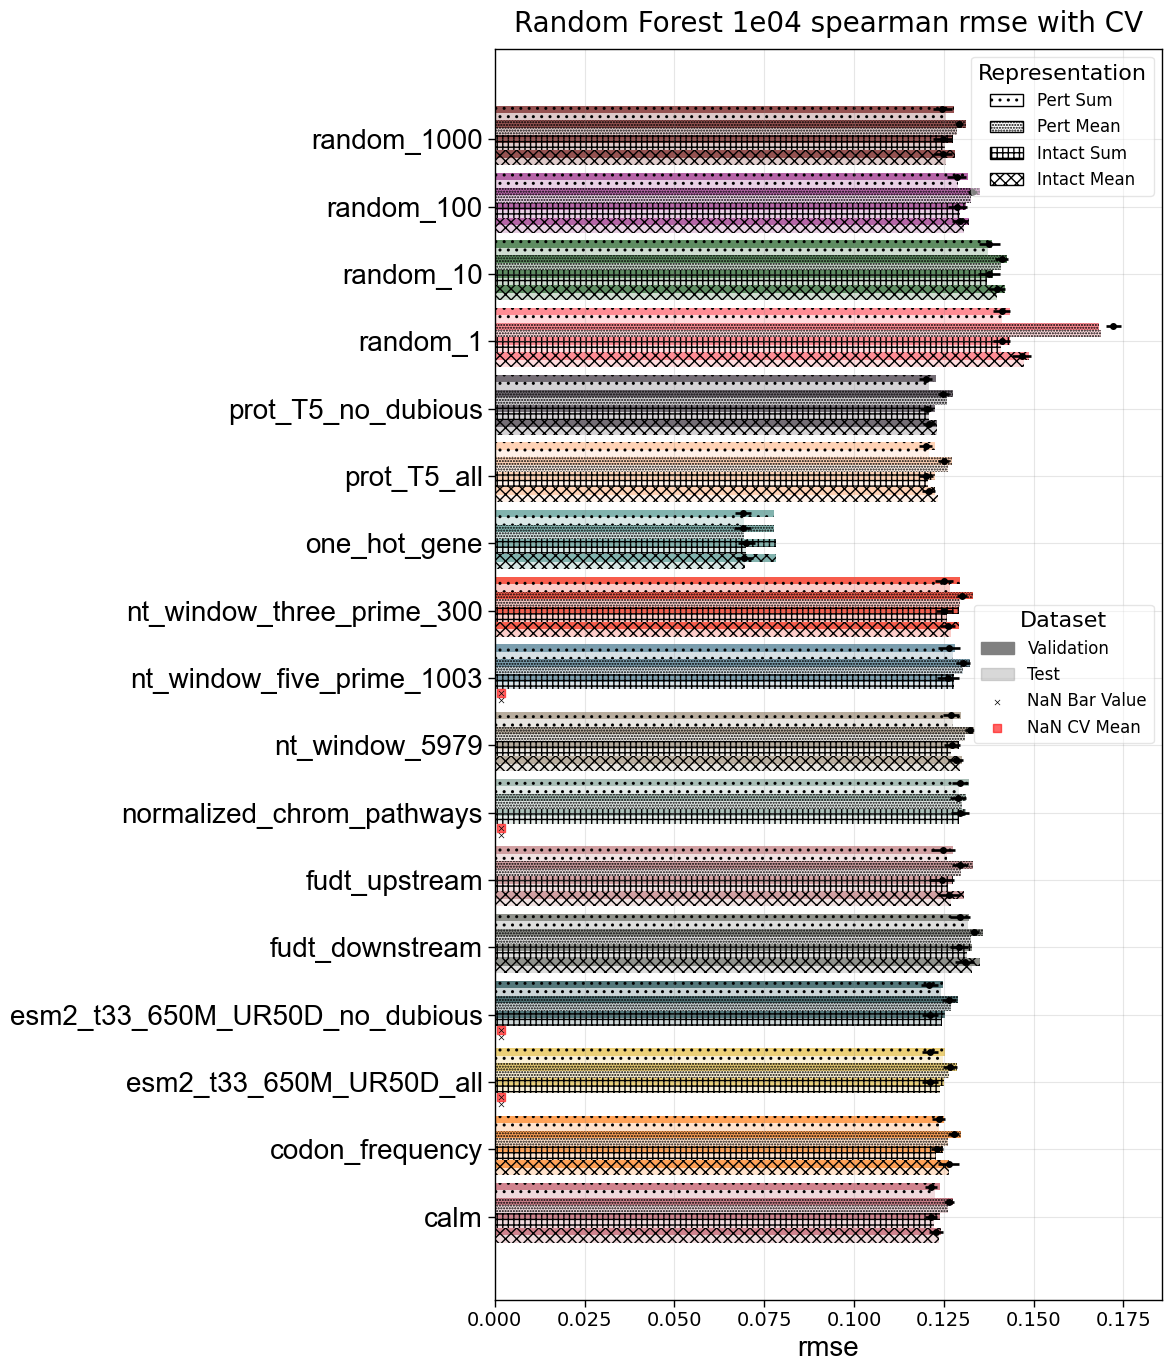 Random Forest 1e04 spearman rmse with CV
Representation
Pert Sum
Pert Mean
Intact Sum
Intact Mean
random_1000
random_100
random_10
random_1
prot_T5_no_dubious
prot_T5_all
one_hot_gene
nt_window_three_prime_300
nt_window_five_prime_1003
nt_window_5979
normalized_chrom_pathways
fudt_upstream
fudt_downstream
esm2_t33_650M_UR50D_no_dubious
esm2_t33_650M_UR50D_all
codon_frequency
calm
Dataset
Validation
Test
NaN Bar Value
NaN CV Mean
0.000 0.025 0.050 0.075 0.100 0.125 0.150 0.175
rmse